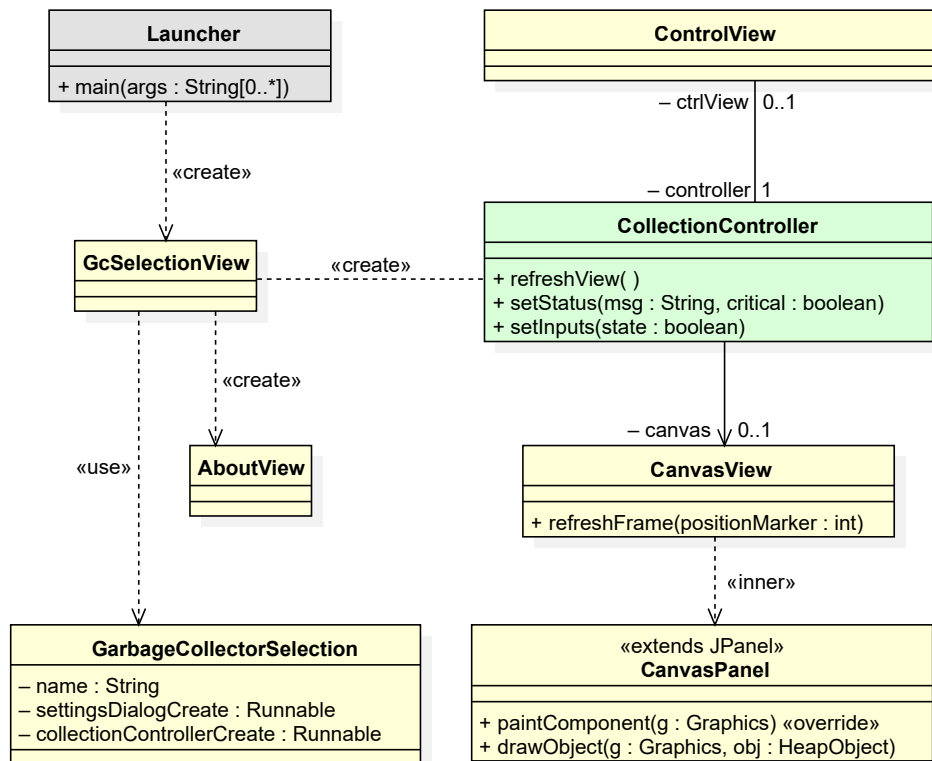 Launcher
+ main(args : String[0..*])
ControlView
– ctrlView 0..1
«create»
– controller 1
GcSelectionView
«create»
CollectionController
+ refreshView( )
+ setStatus(msg : String, critical : boolean)
+ setInputs(state : boolean)
«create»
– canvas 0..1
«use»
AboutView
CanvasView
+ refreshFrame(positionMarker : int)
«inner»
GarbageCollectorSelection
– name : String
– settingsDialogCreate : Runnable
– collectionControllerCreate : Runnable
«extends JPanel»
CanvasPanel
+ paintComponent(g : Graphics) «override»
+ drawObject(g : Graphics, obj : HeapObject)